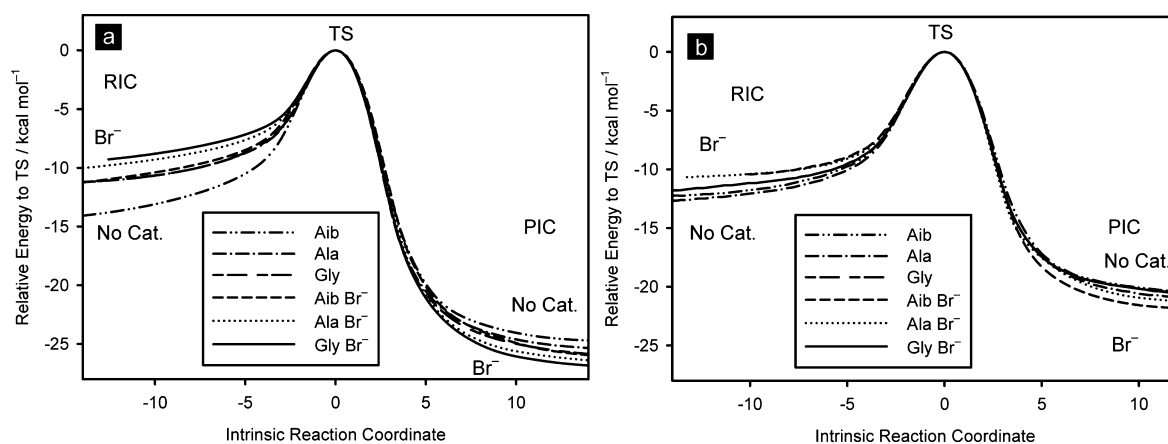 a
TS
RIC
Br⁻
No Cat.
PIC
No Cat.
Br⁻
Aib
Ala
Gly
Aib Br⁻
Ala Br⁻
Gly Br⁻
0
-5
-10
-15
-20
-25
-10
-5
0
5
10
Relative Energy to TS / kcal mol⁻¹
Intrinsic Reaction Coordinate
b
TS
RIC
Br⁻
No Cat.
PIC
No Cat.
Br⁻
Aib
Ala
Gly
Aib Br⁻
Ala Br⁻
Gly Br⁻
0
-5
-10
-15
-20
-25
-10
-5
0
5
10
Relative Energy to TS / kcal mol⁻¹
Intrinsic Reaction Coordinate